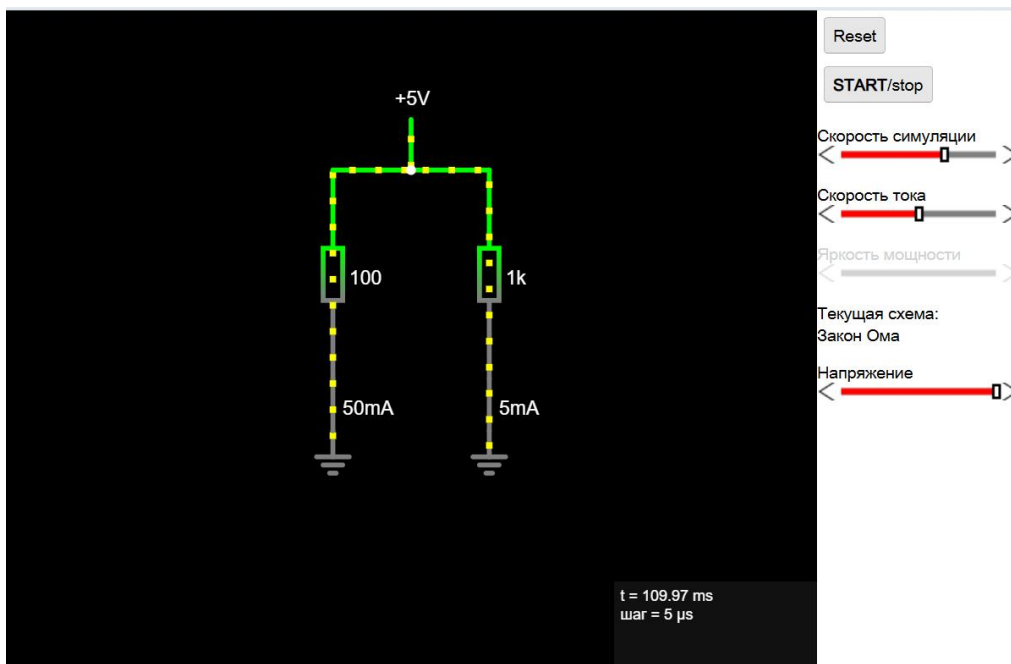 +5V
100
1k
50mA
5mA
t = 109.97 ms
шаг = 5 µs
Reset
START/stop
Скорость симуляции
Скорость тока
Яркость мощности
Текущая схема:
Закон Ома
Напряжение